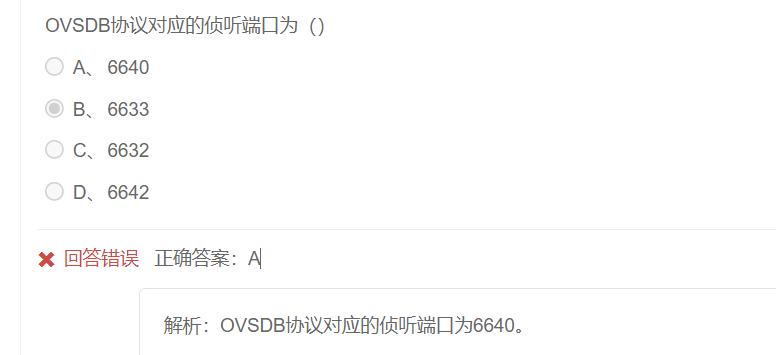 OVSDB协议对应的侦听端口为（）
A、 6640
B、 6633
C、 6632
D、 6642
✖ 回答错误 正确答案：A
解析：OVSDB协议对应的侦听端口为6640。